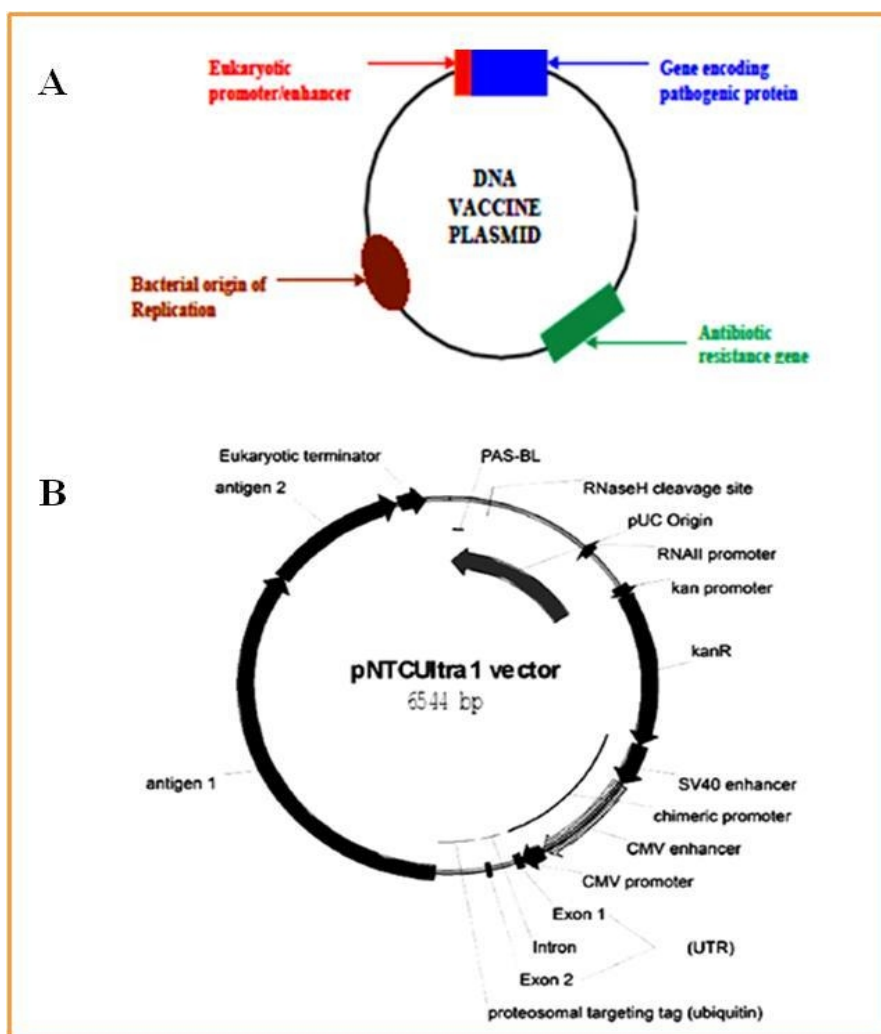 A
Eukaryotic
promoter/enhancer
Gene encoding
pathogenic protein
DNA
VACCINE
PLASMID
Bacterial origin of
Replication
Antibiotic
resistance gene
B
Eukaryotic terminator
PAS-BL
antigen 2
RNaseH cleavage site
pUC Origin
RNAII promoter
kan promoter
pNTCUltra1 vector
6544 bp
kanR
antigen 1
SV40 enhancer
chimeric promoter
CMV enhancer
CMV promoter
Exon 1
Intron
(UTR)
Exon 2
proteosomal targeting tag (ubiquitin)